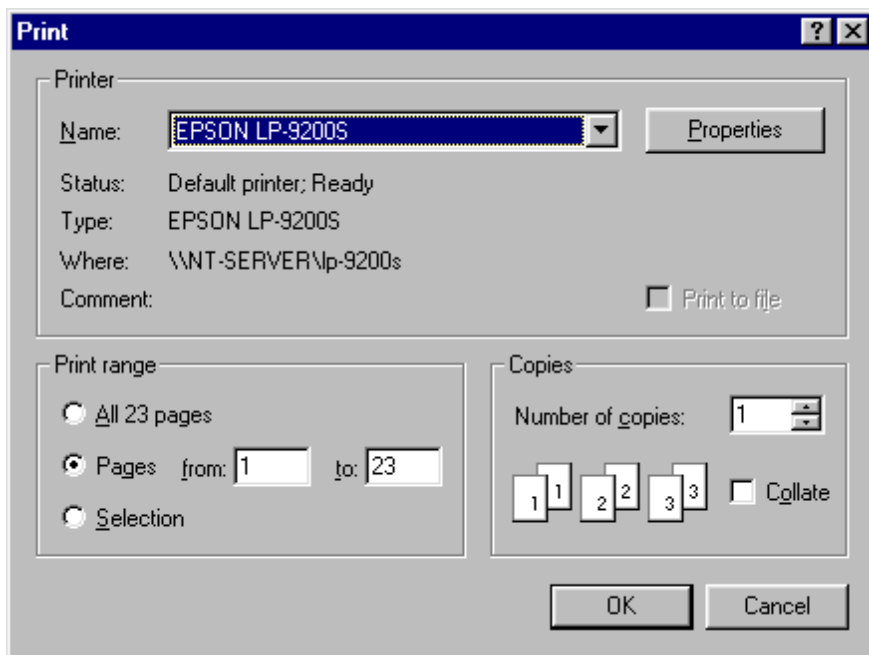 Print
Printer
Name: EPSON LP-9200S Properties
Status: Default printer; Ready
Type: EPSON LP-9200S
Where: \\NT-SERVER\lp-9200s
Comment: Print to file
Print range
All 23 pages
Pages from: 1 to: 23
Selection
Copies
Number of copies: 1
1 1 2 2 3 3 Collate
OK Cancel